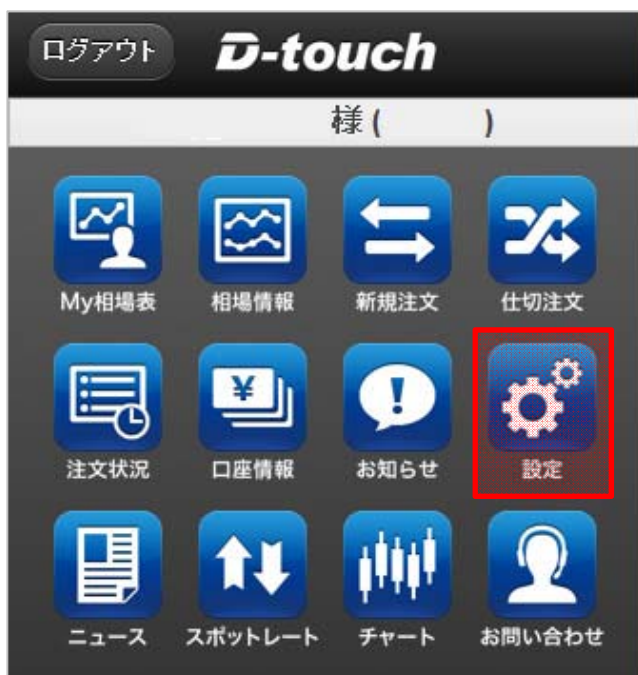 ログアウト D-touch
様 ( )
My相場表 相場情報 新規注文 仕切注文
¥ !
注文状況 口座情報 お知らせ 設定
ニュース スポットレート チャート お問い合わせ